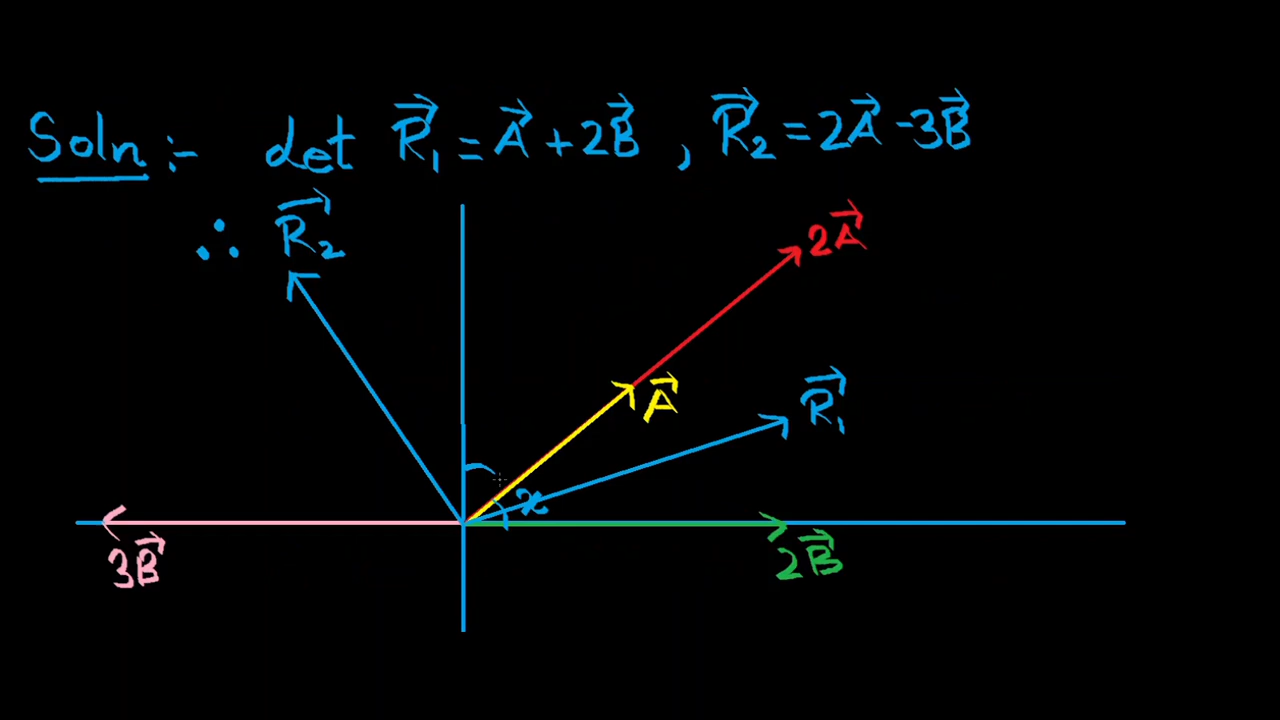 Soln :- Let R⃗₁ = A⃗ + 2B⃗ , R⃗₂ = 2A⃗ - 3B⃗
∴ R⃗₂
2A⃗
A⃗
R⃗₁
x
3B⃗
2B⃗